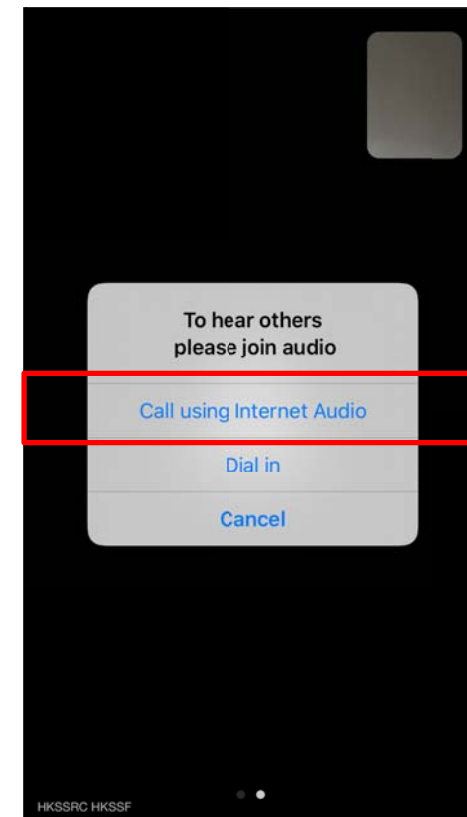 To hear others
please join audio
Call using Internet Audio
Dial in
Cancel
HKSSRC HKSSF